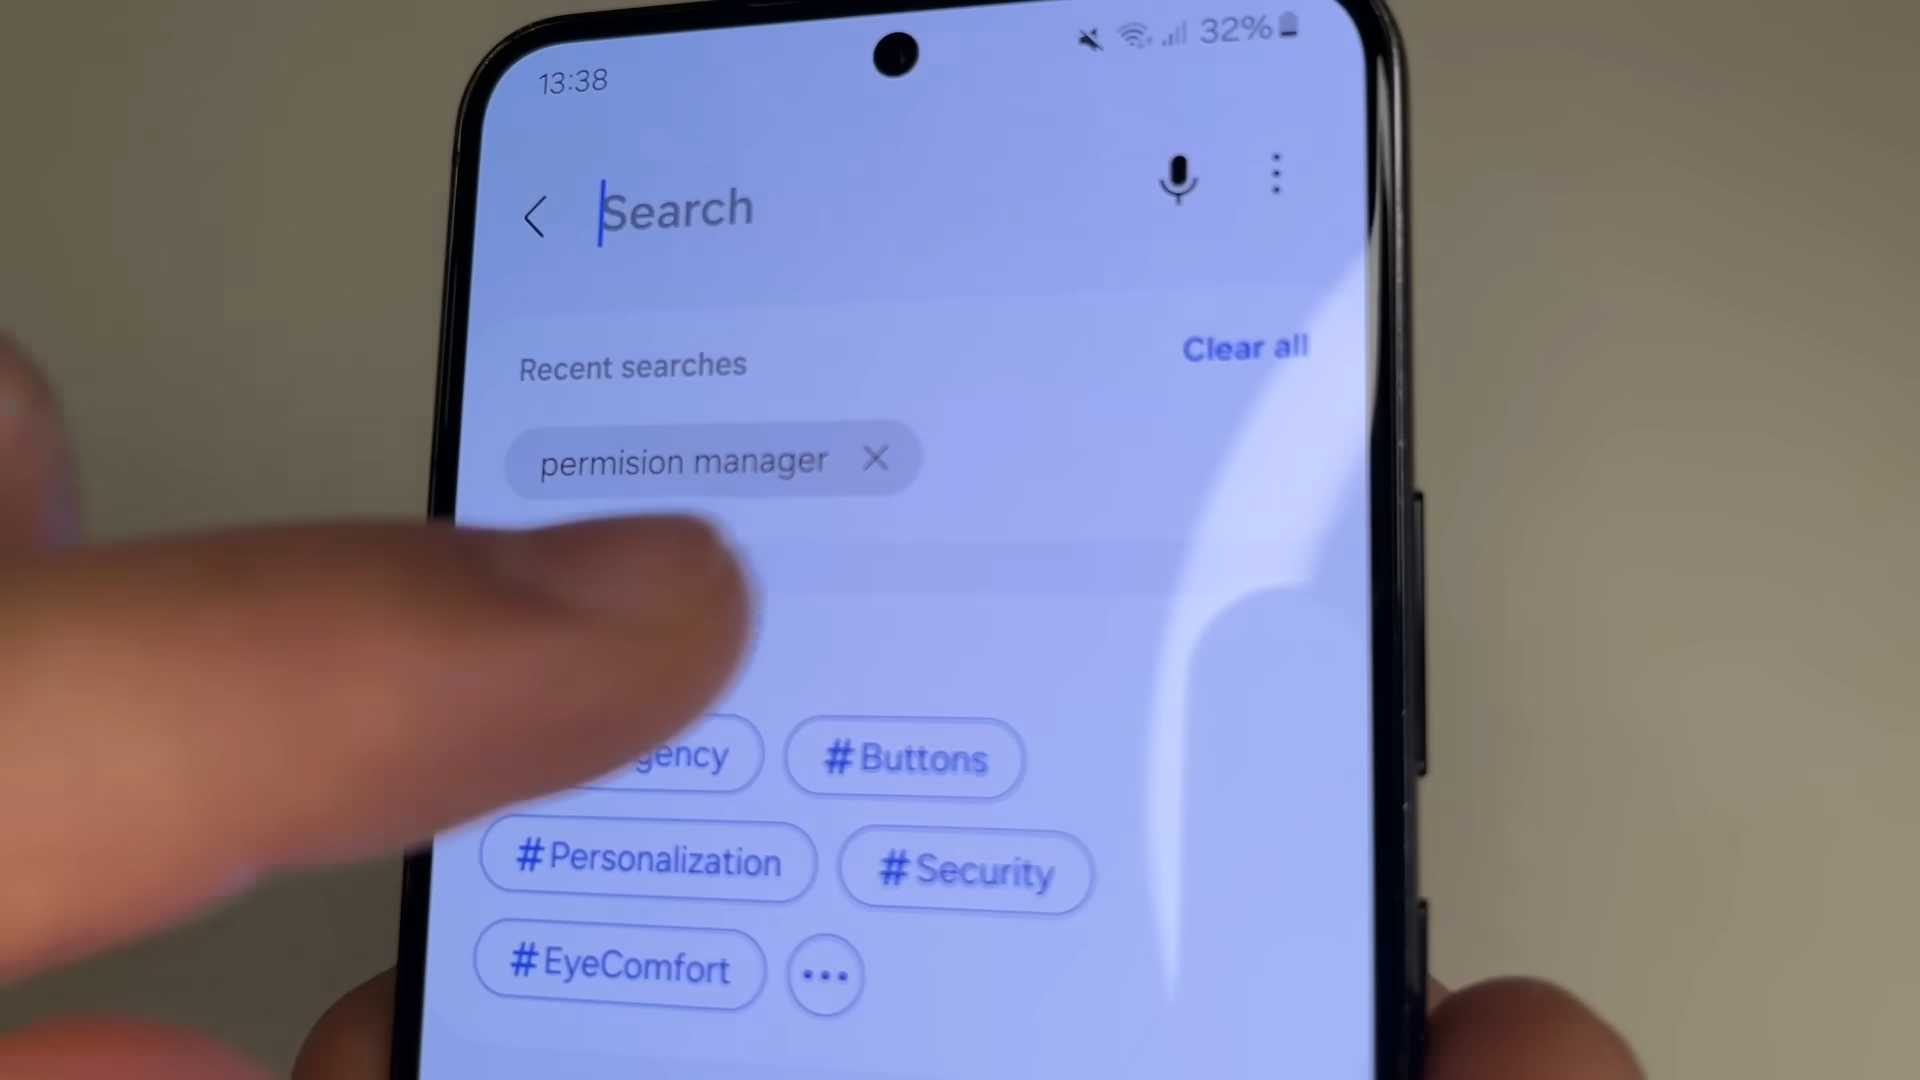 13:38
32%
Search
Recent searches
Clear all
permision manager
gency
#Buttons
#Personalization
#Security
#EyeComfort